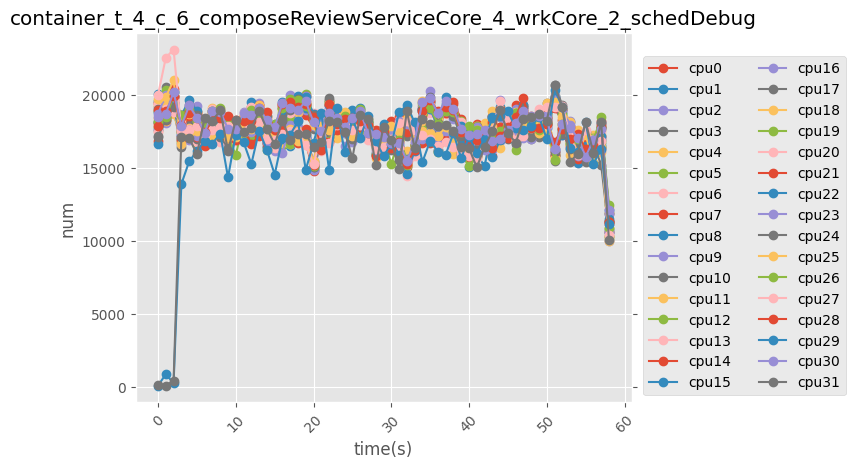 container_t_4_c_6_composeReviewServiceCore_4_wrkCore_2_schedDebug
num
20000
15000
10000
5000
0
0
10
20
30
40
50
60
time(s)
cpu0
cpu1
cpu2
cpu3
cpu4
cpu5
cpu6
cpu7
cpu8
cpu9
cpu10
cpu11
cpu12
cpu13
cpu14
cpu15
cpu16
cpu17
cpu18
cpu19
cpu20
cpu21
cpu22
cpu23
cpu24
cpu25
cpu26
cpu27
cpu28
cpu29
cpu30
cpu31